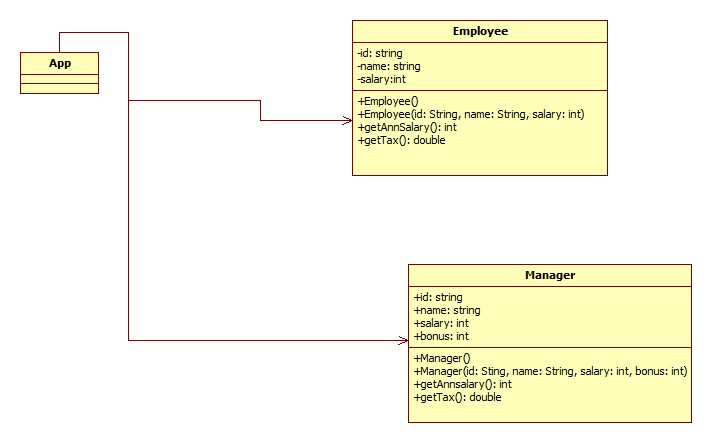 App
Employee
-id: string
-name: string
-salary:int
+Employee()
+Employee(id: String, name: String, salary: int)
+getAnnSalary(): int
+getTax(): double
Manager
+id: string
+name: string
+salary: int
+bonus: int
+Manager()
+Manager(id: Sting, name: String, salary: int, bonus: int)
+getAnnsalary(): int
+getTax(): double